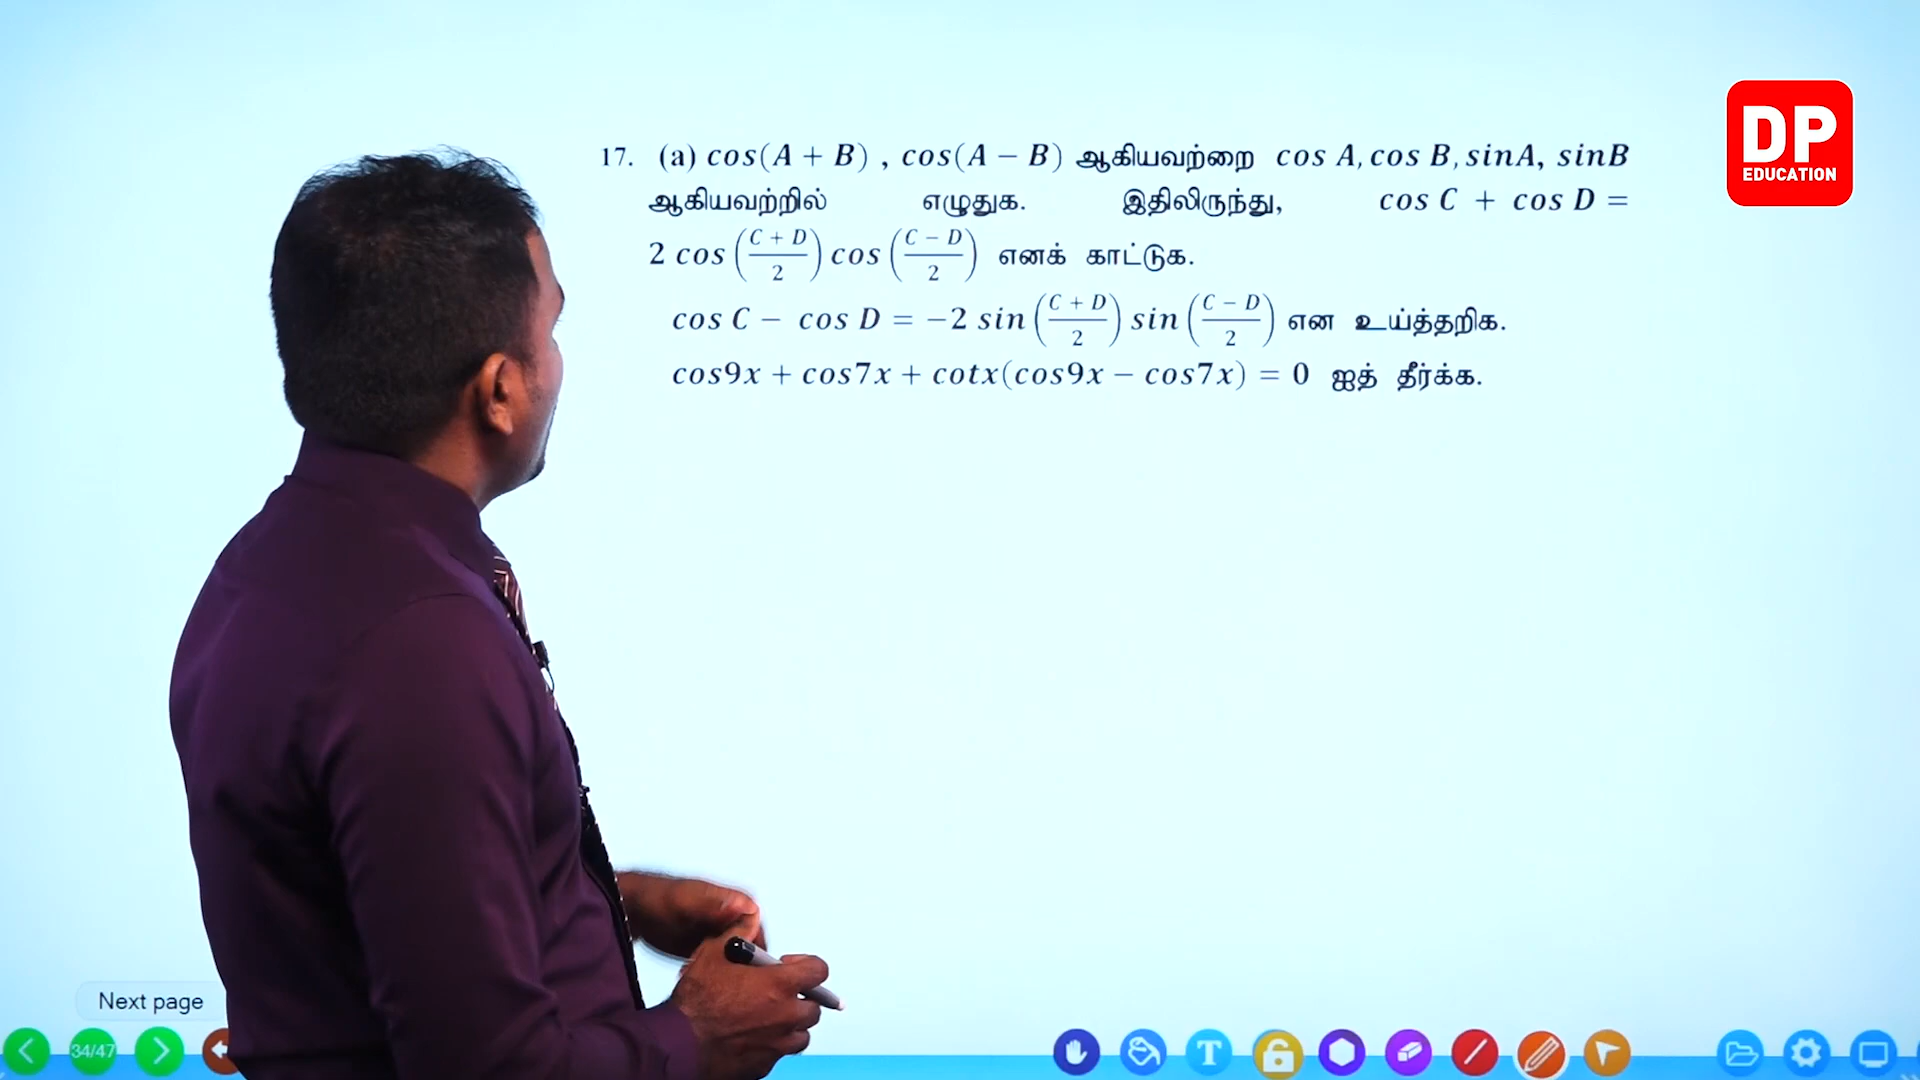 17. (a) cos(A + B) , cos(A − B) ஆகியவற்றை cos A, cos B, sinA, sinB
ஆகியவற்றில் எழுதுக. இதிலிருந்து, cos C + cos D =
2 cos ((C + D)/2) cos ((C − D)/2) எனக் காட்டுக.
cos C − cos D = −2 sin ((C + D)/2) sin ((C − D)/2) என உய்த்தறிக.
cos9x + cos7x + cotx(cos9x − cos7x) = 0 ஐத் தீர்க்க.
DP
EDUCATION
Next page
34/47
T